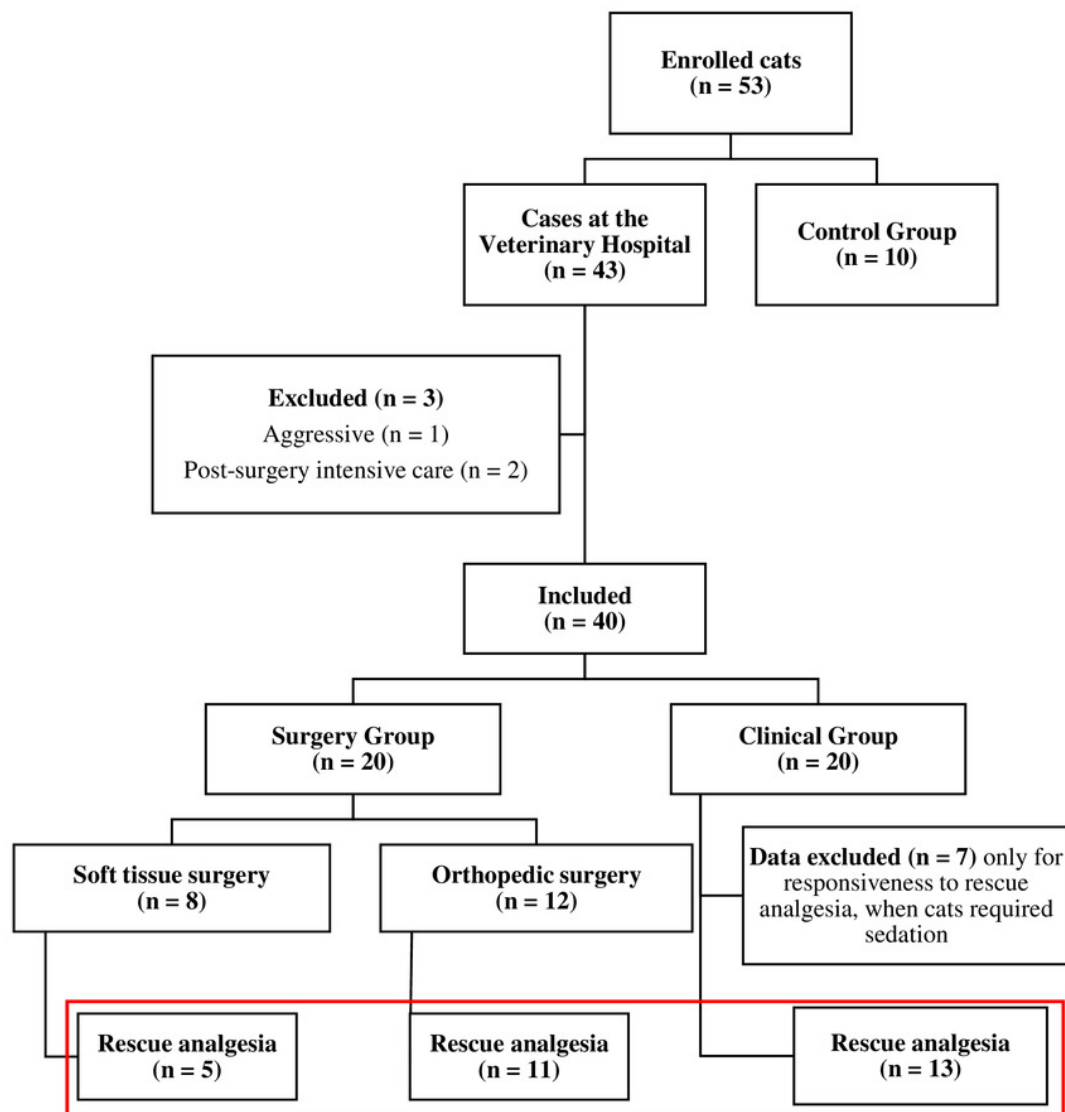 Enrolled cats
(n = 53)
Cases at the
Veterinary Hospital
(n = 43)
Control Group
(n = 10)
Excluded (n = 3)
Aggressive (n = 1)
Post-surgery intensive care (n = 2)
Included
(n = 40)
Surgery Group
(n = 20)
Clinical Group
(n = 20)
Soft tissue surgery
(n = 8)
Orthopedic surgery
(n = 12)
Data excluded (n = 7) only for
responsiveness to rescue
analgesia, when cats required
sedation
Rescue analgesia
(n = 5)
Rescue analgesia
(n = 11)
Rescue analgesia
(n = 13)